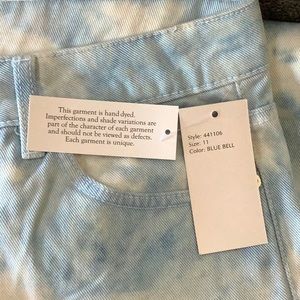 This garment is hand dyed.
Imperfections and shade variations are
part of the character of each garment
and should not be viewed as defects.
Each garment is unique.
Style: 441106
Size: 11
Color: BLUE BELL